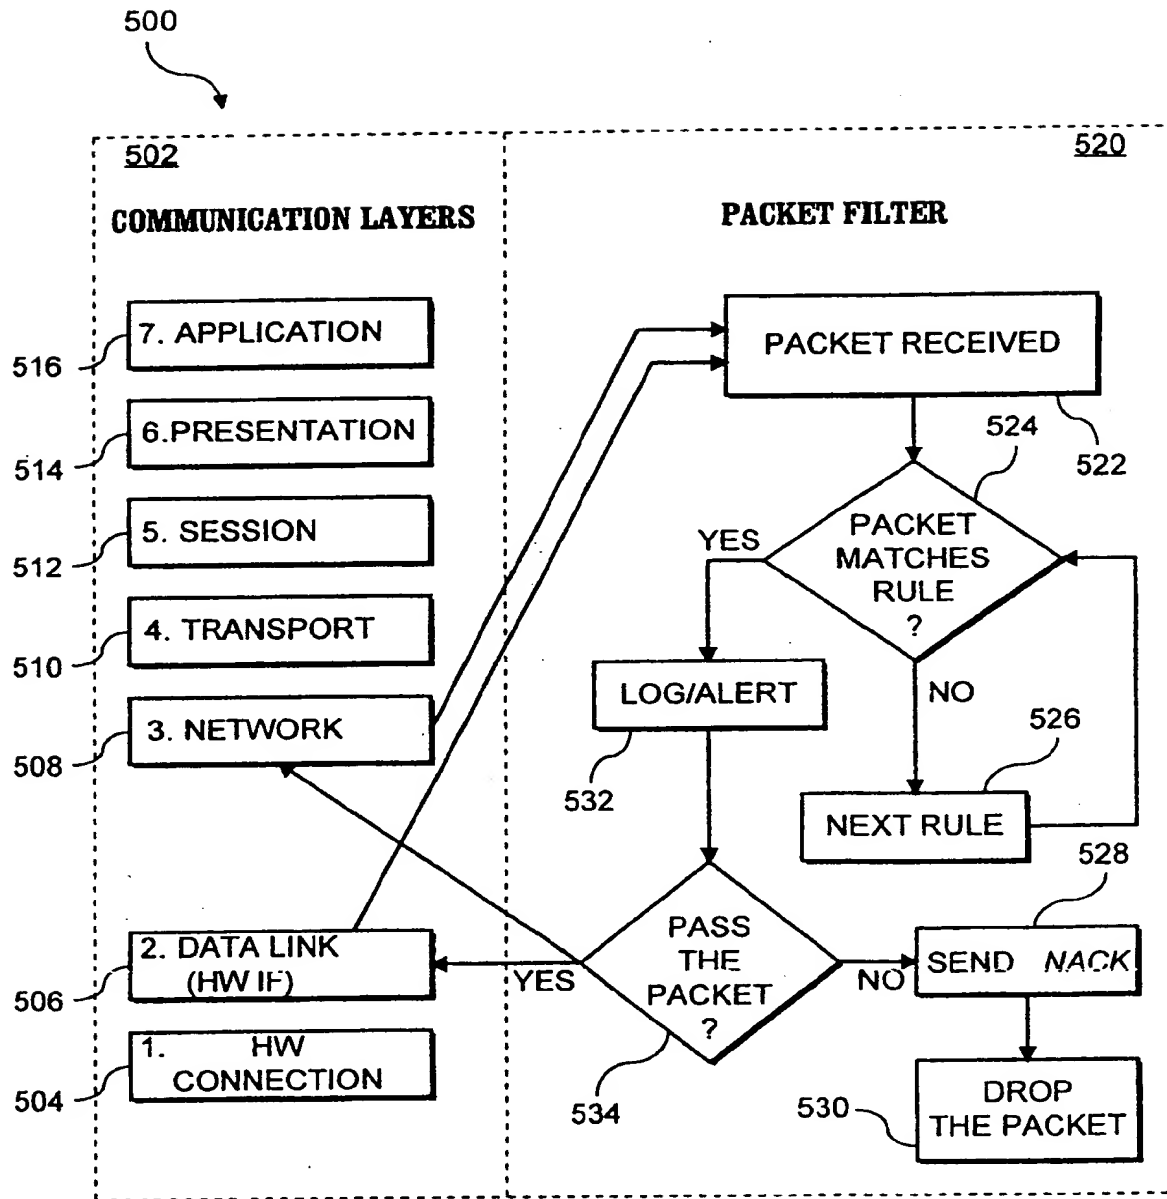 500
502
520
COMMUNICATION LAYERS
PACKET FILTER
7. APPLICATION
516
6.PRESENTATION
514
5. SESSION
512
4. TRANSPORT
510
3. NETWORK
508
2. DATA LINK
(HW IF)
506
1. HW
CONNECTION
504
PACKET RECEIVED
522
524
PACKET
MATCHES
RULE
?
YES
NO
LOG/ALERT
532
526
NEXT RULE
528
PASS
THE
PACKET
?
YES
NO
534
SEND NACK
DROP
THE PACKET
530